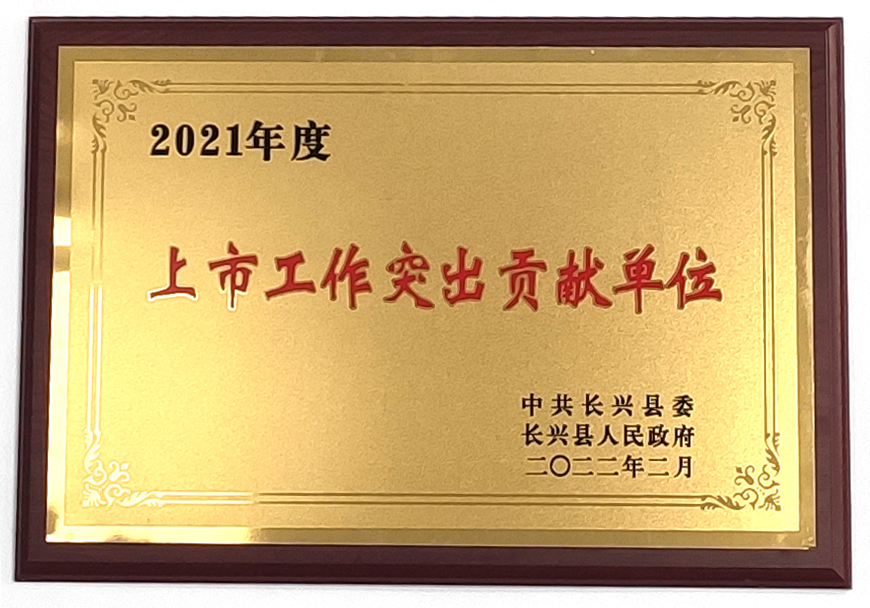 2021年度
上市工作突出贡献单位
中共长兴县委
长兴县人民政府
二〇二二年二月